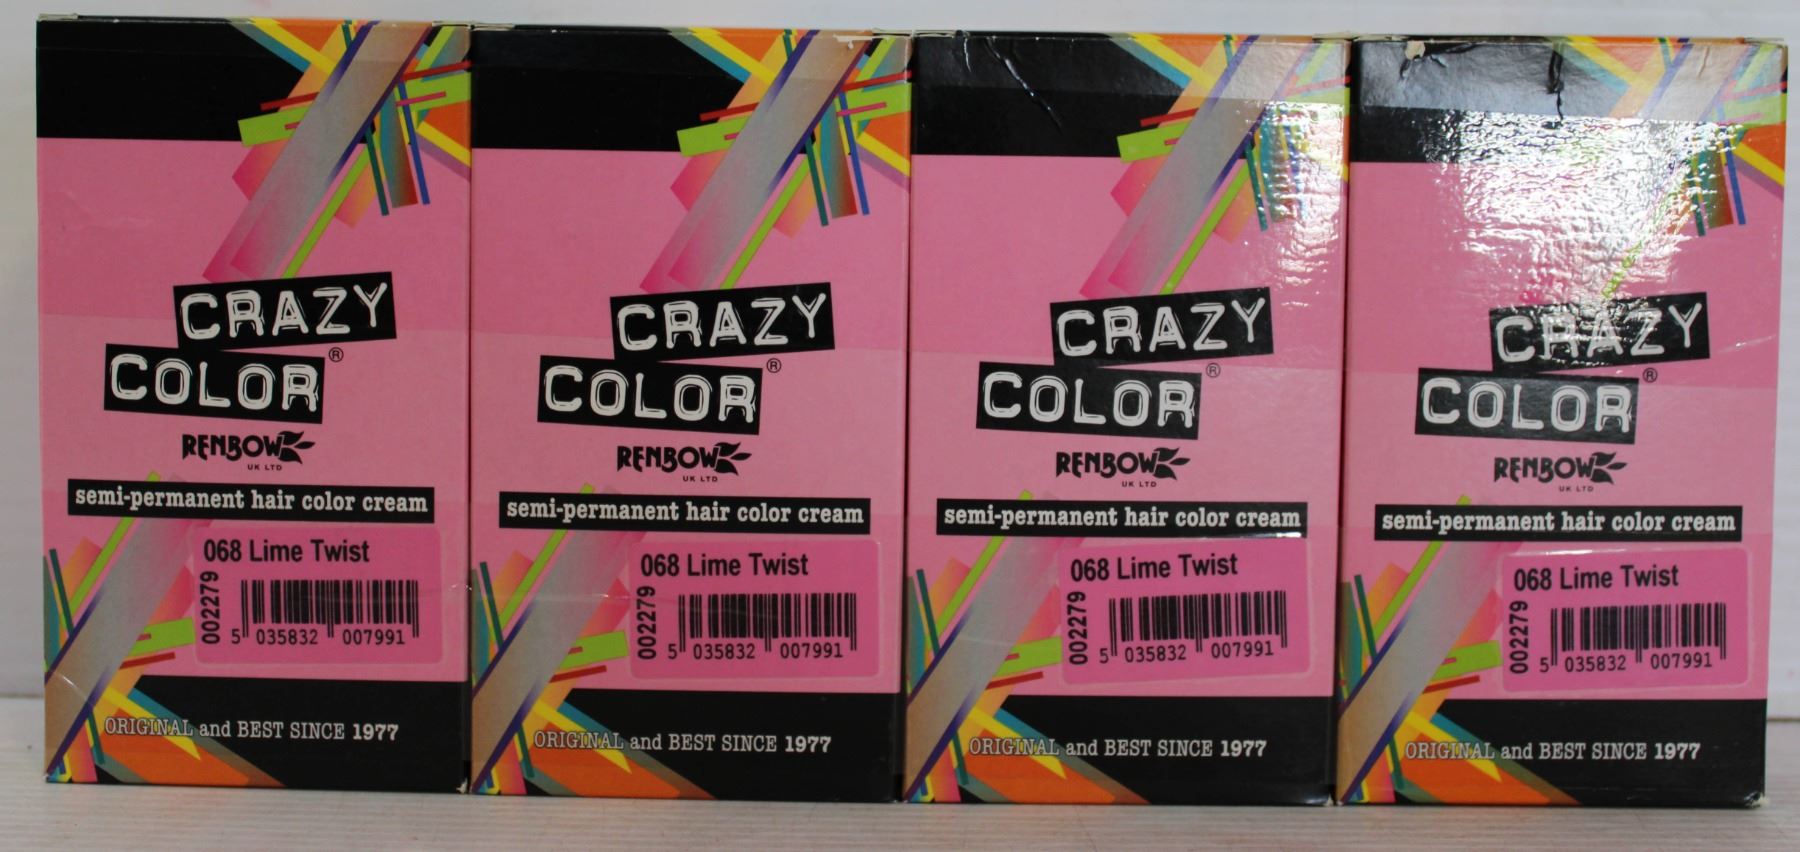 CRAZY
COLOR®
RENBOW
UK LTD
semi-permanent hair color cream
068 Lime Twist
002279
5 035832 007991
ORIGINAL and BEST SINCE 1977
CRAZY
COLOR®
RENBOW
UK LTD
semi-permanent hair color cream
068 Lime Twist
002279
5 035832 007991
ORIGINAL and BEST SINCE 1977
CRAZY
COLOR®
RENBOW
UK LTD
semi-permanent hair color cream
068 Lime Twist
002279
5 035832 007991
ORIGINAL and BEST SINCE 1977
CRAZY
COLOR®
RENBOW
UK LTD
semi-permanent hair color cream
068 Lime Twist
002279
5 035832 007991
ORIGINAL and BEST SINCE 1977